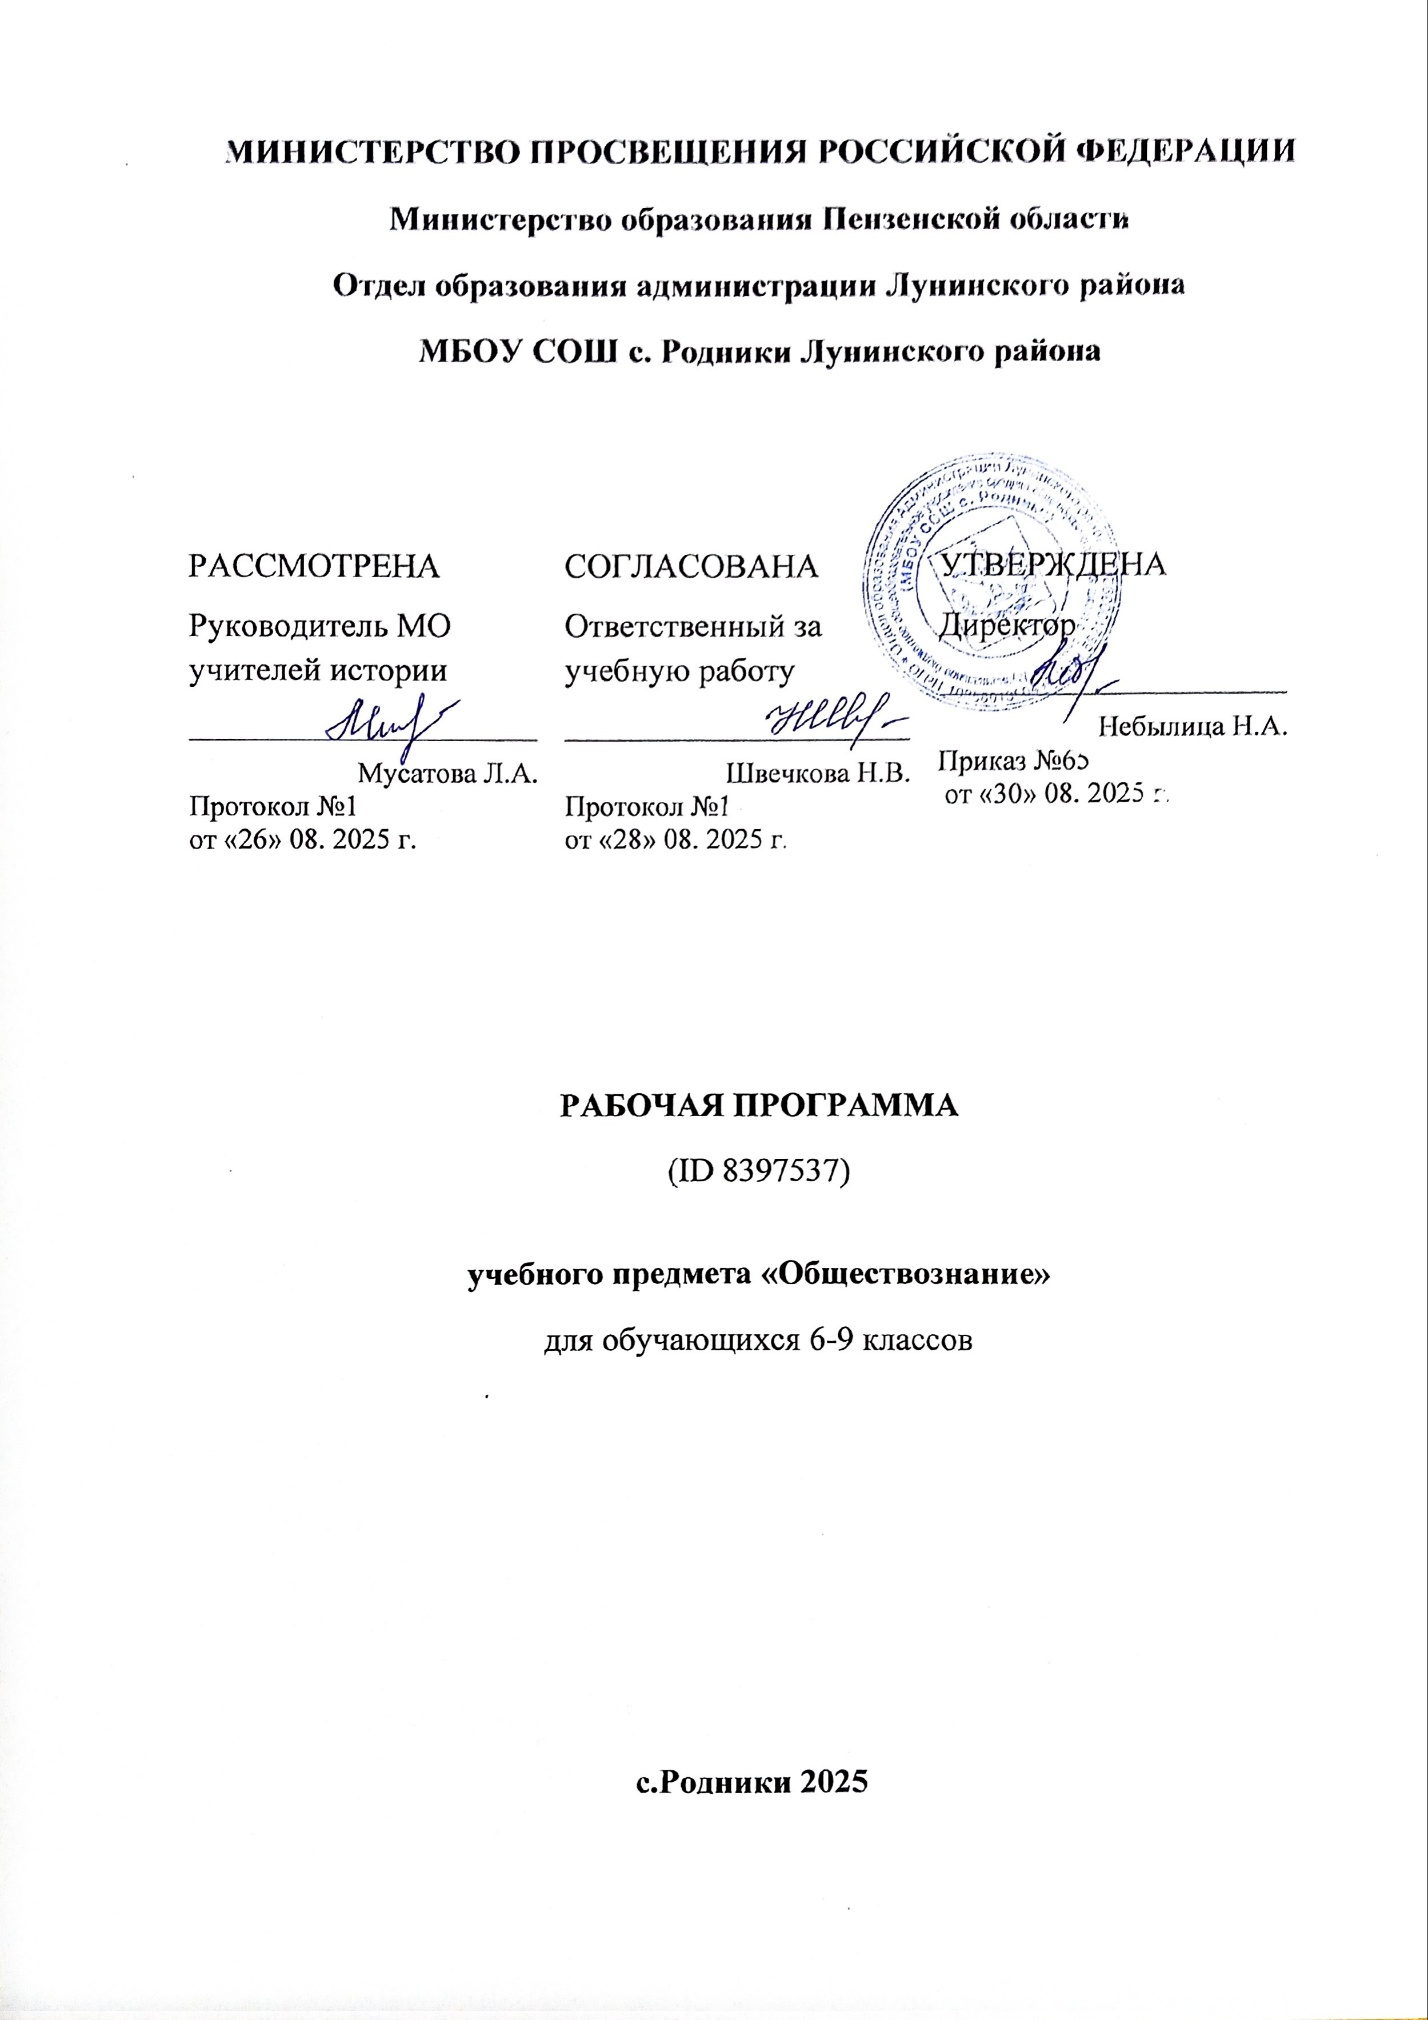 МИНИСТЕРСТВО ПРОСВЕЩЕНИЯ РОССИЙСКОЙ ФЕДЕРАЦИИ
Министерство образования Пензенской области
Отдел образования администрации Лунинского района
МБОУ СОШ с. Родники Лунинского района
РАССМОТРЕНА
Руководитель МО
учителей истории
Мусатова Л.А.
Протокол №1
от «26» 08. 2025 г.
СОГЛАСОВАНА
Ответственный за
учебную работу
Швечкова Н.В.
Протокол №1
от «28» 08. 2025 г.
УТВЕРЖДЕНА
Директор
Небылица Н.А.
Приказ №65
от «30» 08. 2025 г.
(МБОУ СОШ с. Родники)
РАБОЧАЯ ПРОГРАММА
(ID 8397537)
учебного предмета «Обществознание»
для обучающихся 6-9 классов
с.Родники 2025